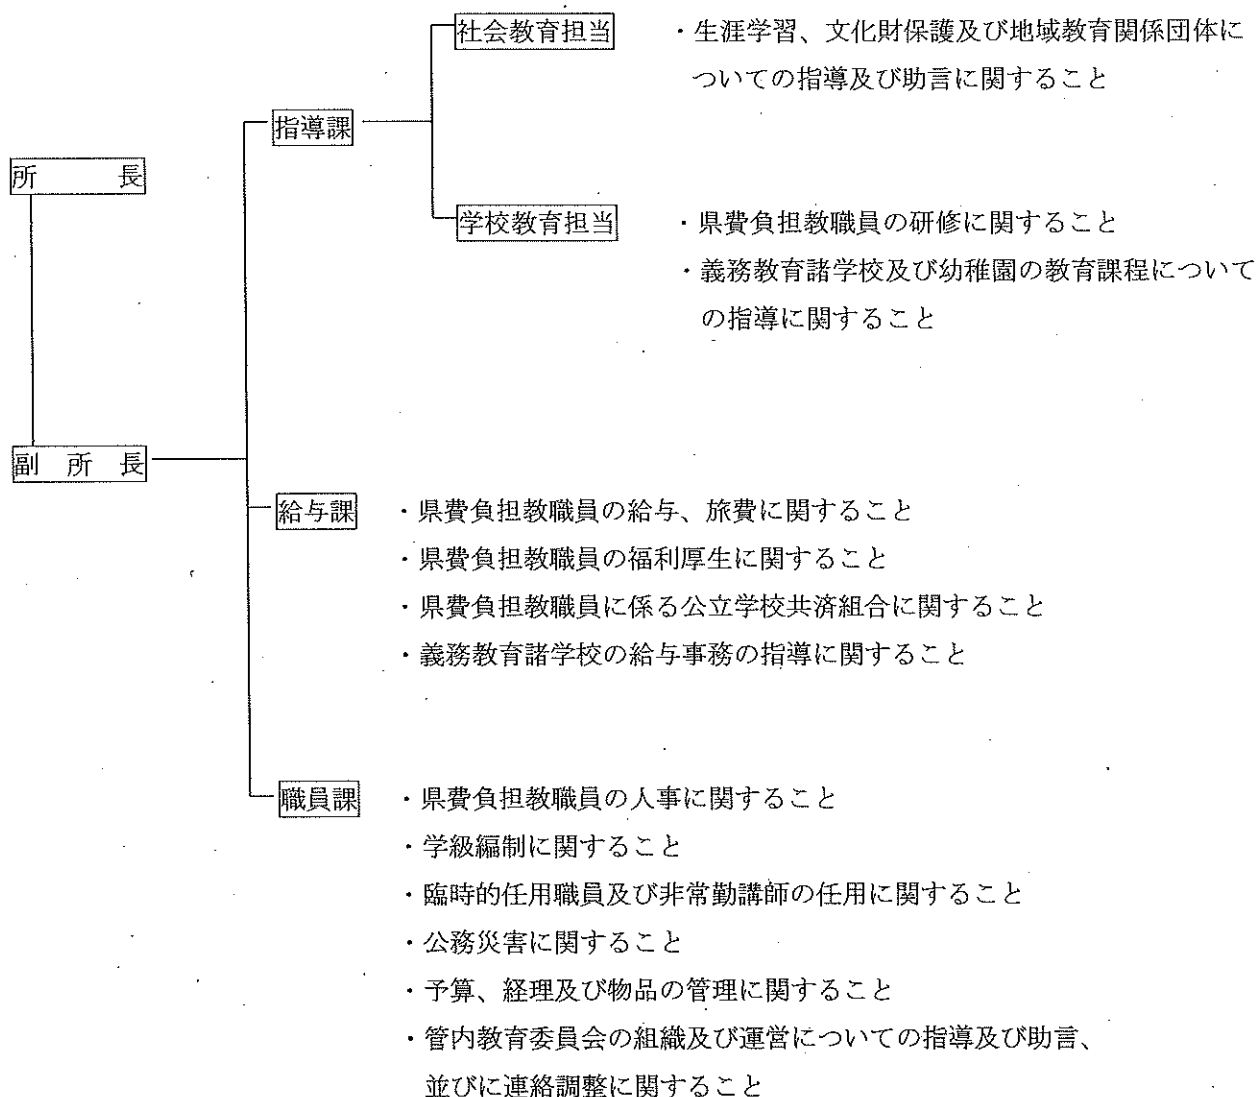 社会教育担当
・生涯学習、文化財保護及び地域教育関係団体に
ついての指導及び助言に関すること
指導課
所　　長
学校教育担当
・県費負担教職員の研修に関すること
・義務教育諸学校及び幼稚園の教育課程について
の指導に関すること
副　所　長
給与課
・県費負担教職員の給与、旅費に関すること
・県費負担教職員の福利厚生に関すること
・県費負担教職員に係る公立学校共済組合に関すること
・義務教育諸学校の給与事務の指導に関すること
職員課
・県費負担教職員の人事に関すること
・学級編制に関すること
・臨時的任用職員及び非常勤講師の任用に関すること
・公務災害に関すること
・予算、経理及び物品の管理に関すること
・管内教育委員会の組織及び運営についての指導及び助言、
並びに連絡調整に関すること